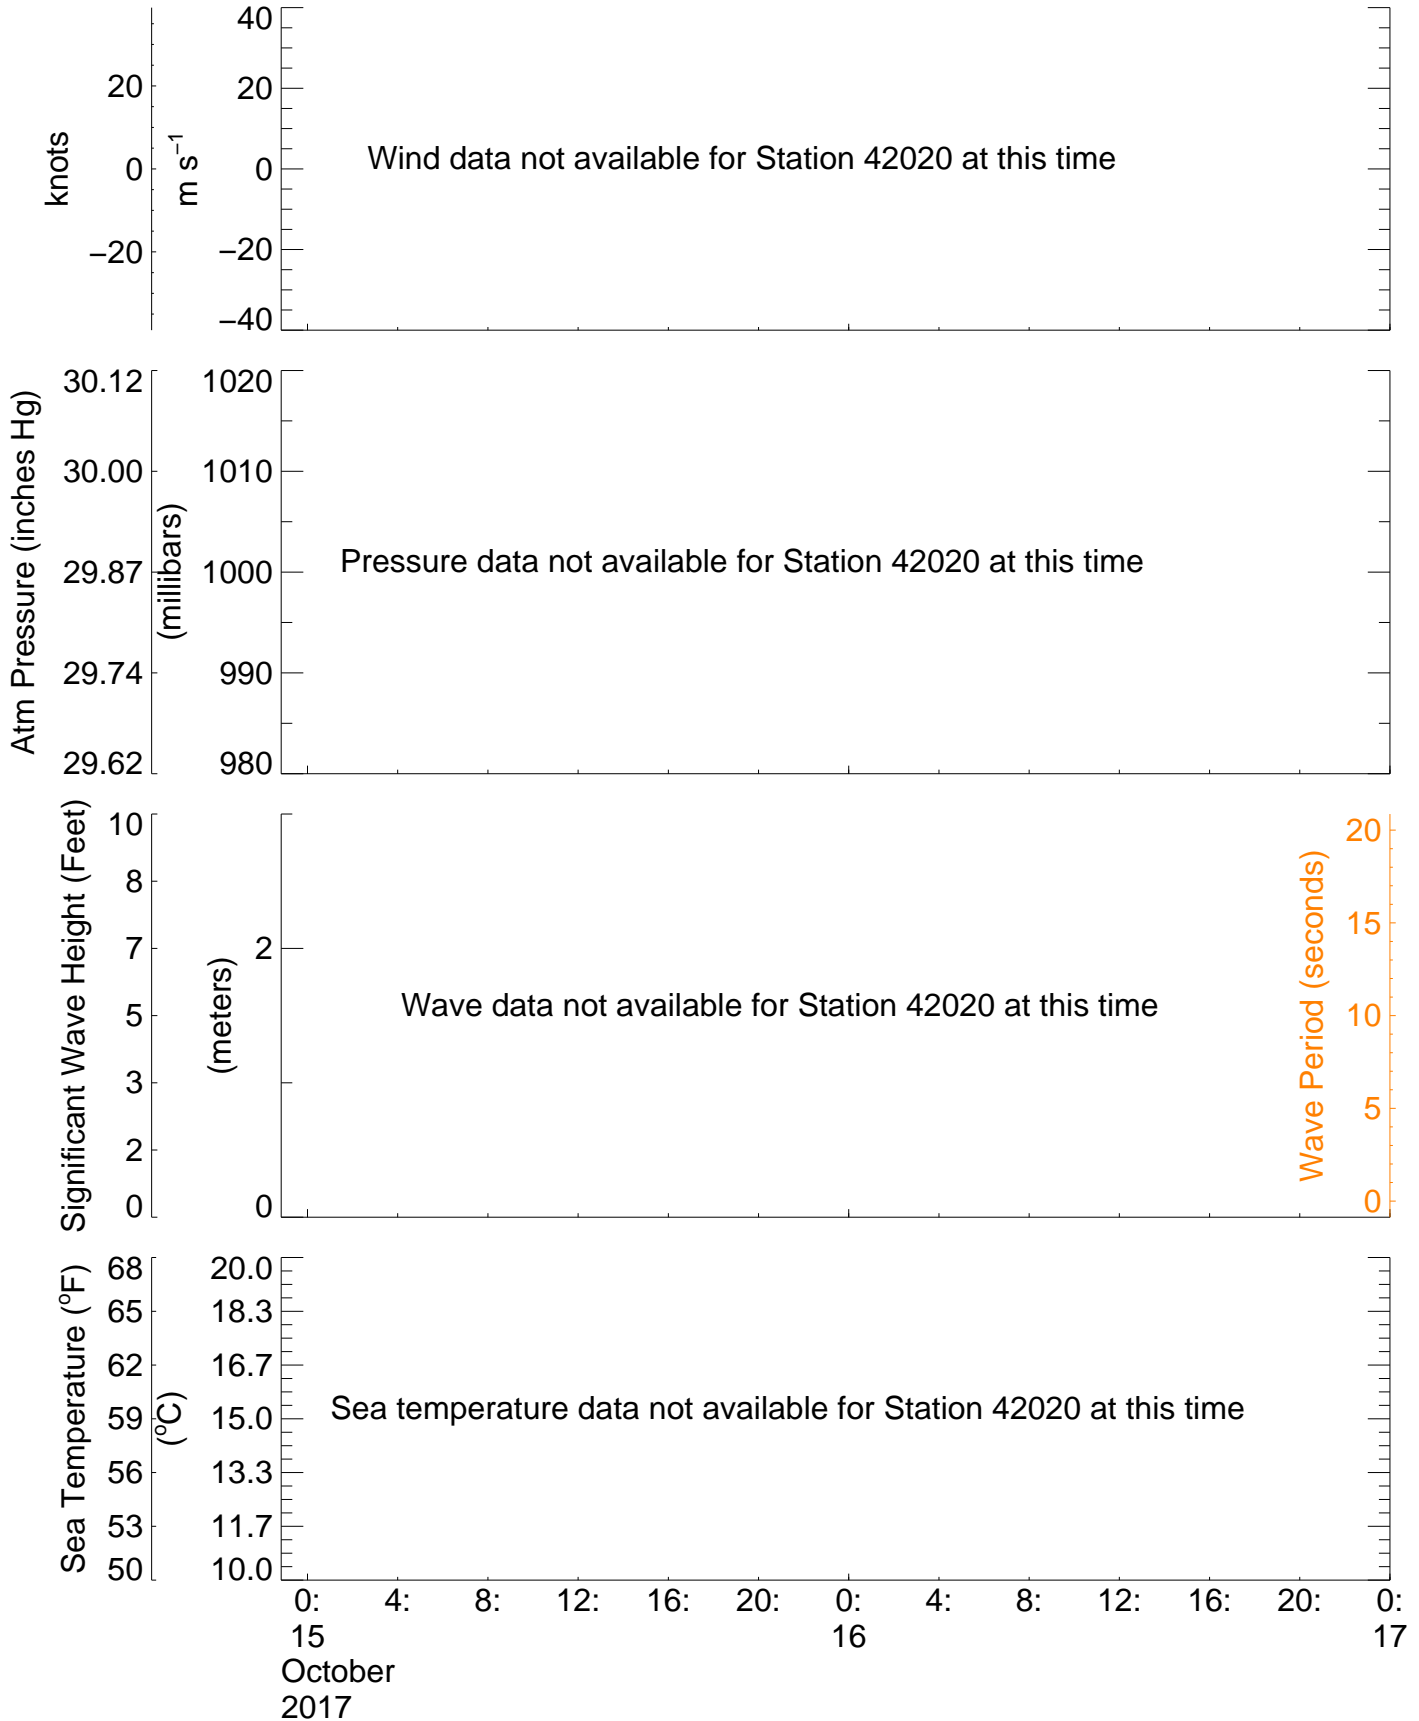 knots
20
0
−20
m s−1
40
20
0
−20
−40
Wind data not available for Station 42020 at this time
Atm Pressure (inches Hg)
30.12
30.00
29.87
29.74
29.62
(millibars)
1020
1010
1000
990
980
Pressure data not available for Station 42020 at this time
Significant Wave Height (Feet)
10
8
7
5
3
2
0
(meters)
2
0
Wave data not available for Station 42020 at this time
Wave Period (seconds)
20
15
10
5
0
Sea Temperature (oF)
68
65
62
59
56
53
50
(oC)
20.0
18.3
16.7
15.0
13.3
11.7
10.0
Sea temperature data not available for Station 42020 at this time
0: 4: 8: 12: 16: 20: 0: 4: 8: 12: 16: 20: 0:
15 16 17
October
2017